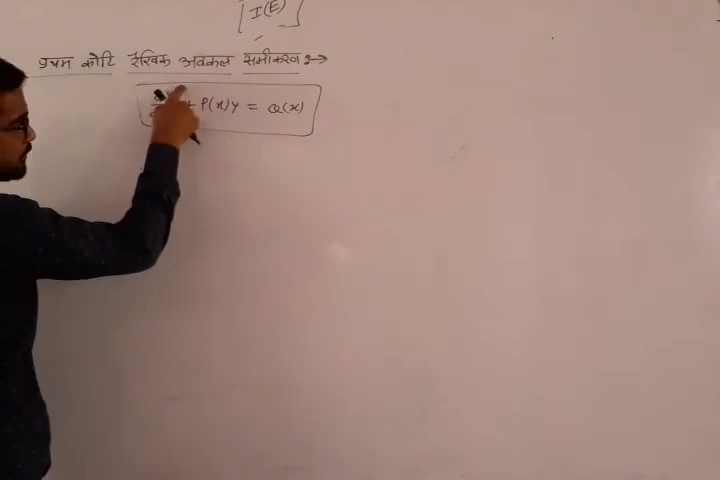 [I(E)]
प्रथम कोटि रैखिक अवकल समीकरण :→
+ P(x)y = Q(x)